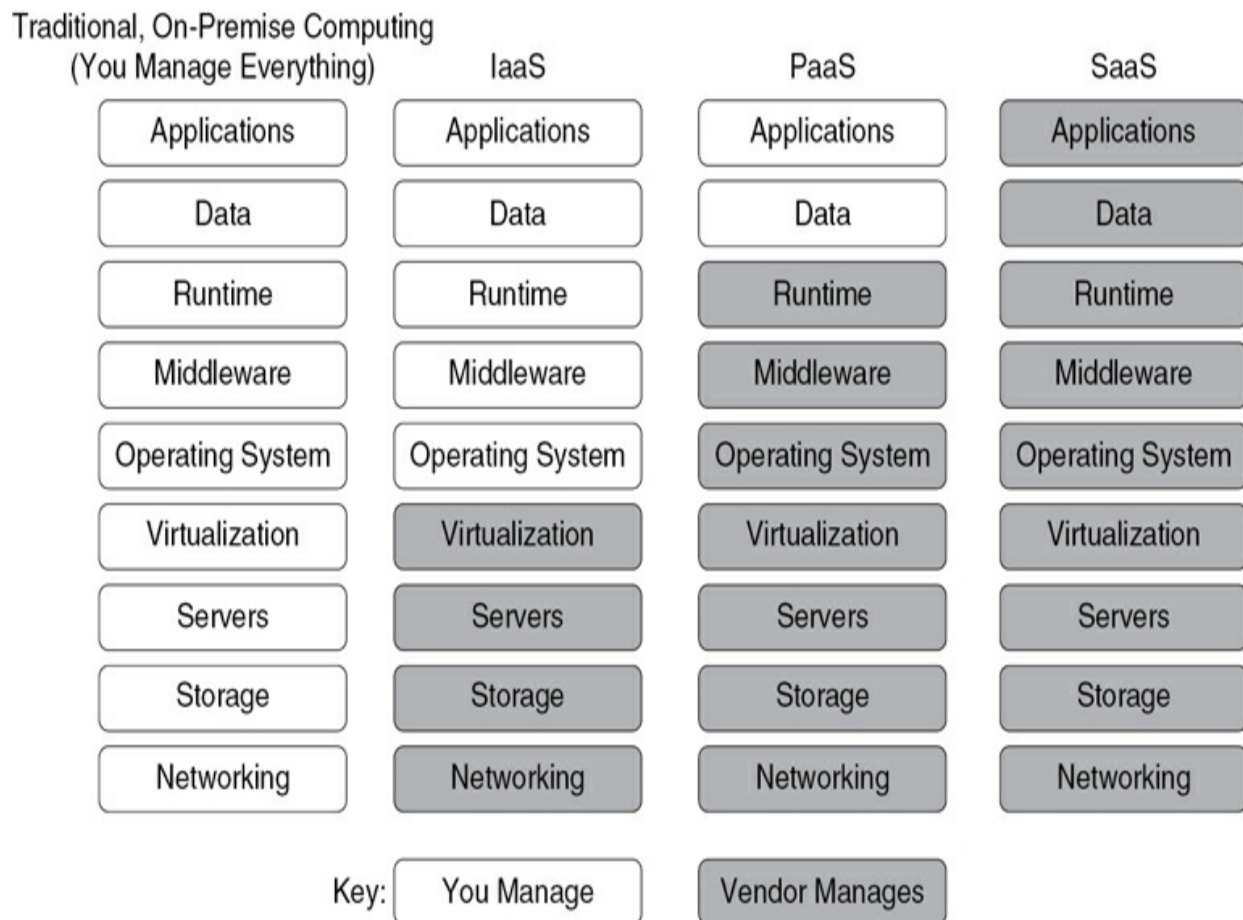 Traditional, On-Premise Computing
(You Manage Everything) IaaS PaaS SaaS
Applications Applications Applications Applications
Data Data Data Data
Runtime Runtime Runtime Runtime
Middleware Middleware Middleware Middleware
Operating System Operating System Operating System Operating System
Virtualization Virtualization Virtualization Virtualization
Servers Servers Servers Servers
Storage Storage Storage Storage
Networking Networking Networking Networking
Key: You Manage Vendor Manages